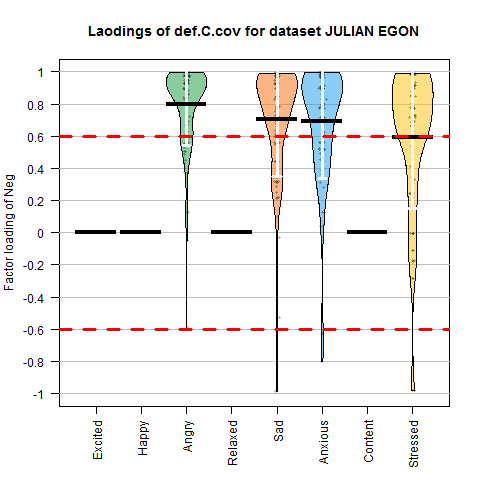 Laodings of def.C.cov for dataset JULIAN EGON
Factor loading of Neg
1
0.8
0.6
0.4
0.2
0
-0.2
-0.4
-0.6
-0.8
-1
Excited
Happy
Angry
Relaxed
Sad
Anxious
Content
Stressed